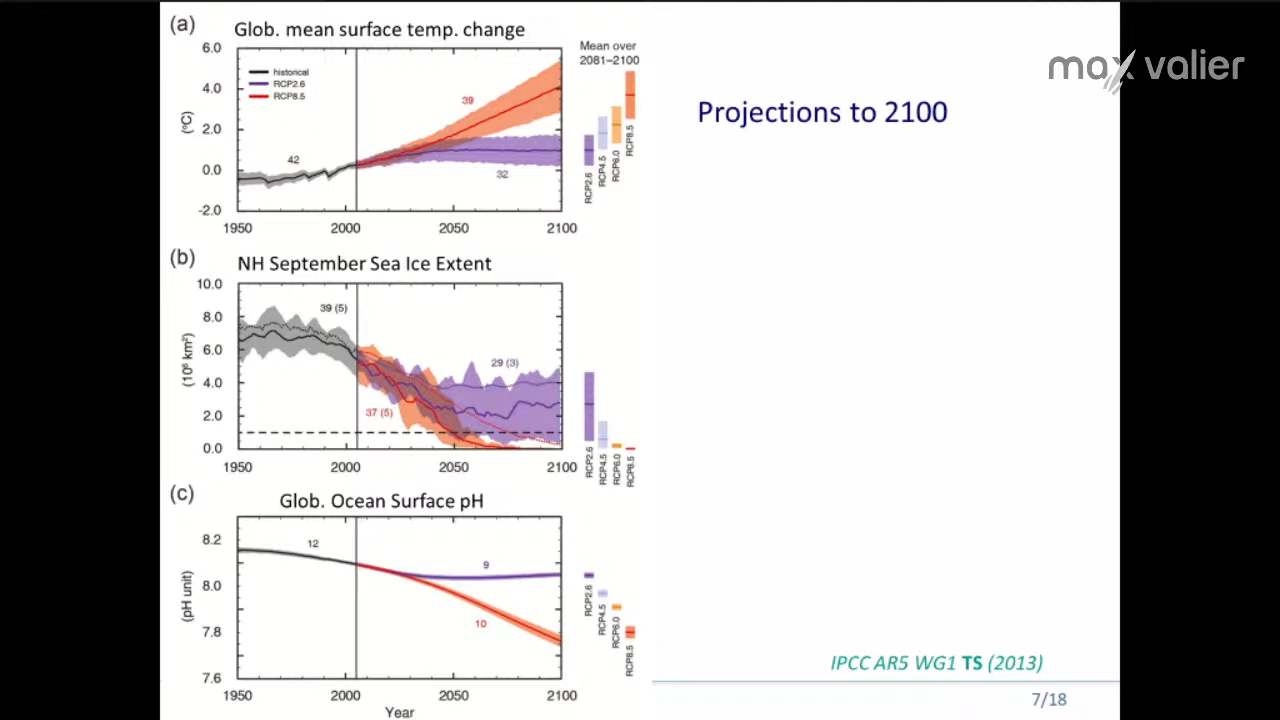 (a)
Glob. mean surface temp. change
6.0
4.0
2.0
0.0
-2.0
(°C)
historical
RCP2.6
RCP8.5
42
39
32
1950 2000 2050 2100
Mean over
2081–2100
RCP2.6
RCP4.5
RCP6.0
RCP8.5
(b)
NH September Sea Ice Extent
10.0
8.0
6.0
4.0
2.0
0.0
(10⁶ km²)
39 (5)
29 (3)
37 (5)
1950 2000 2050 2100
RCP2.6
RCP4.5
RCP6.0
RCP8.5
(c)
Glob. Ocean Surface pH
8.2
8.0
7.8
7.6
(pH unit)
12
9
10
1950 2000 2050 2100
Year
RCP2.6
RCP4.5
RCP6.0
RCP8.5
max valier
Projections to 2100
IPCC AR5 WG1 TS (2013)
7/18